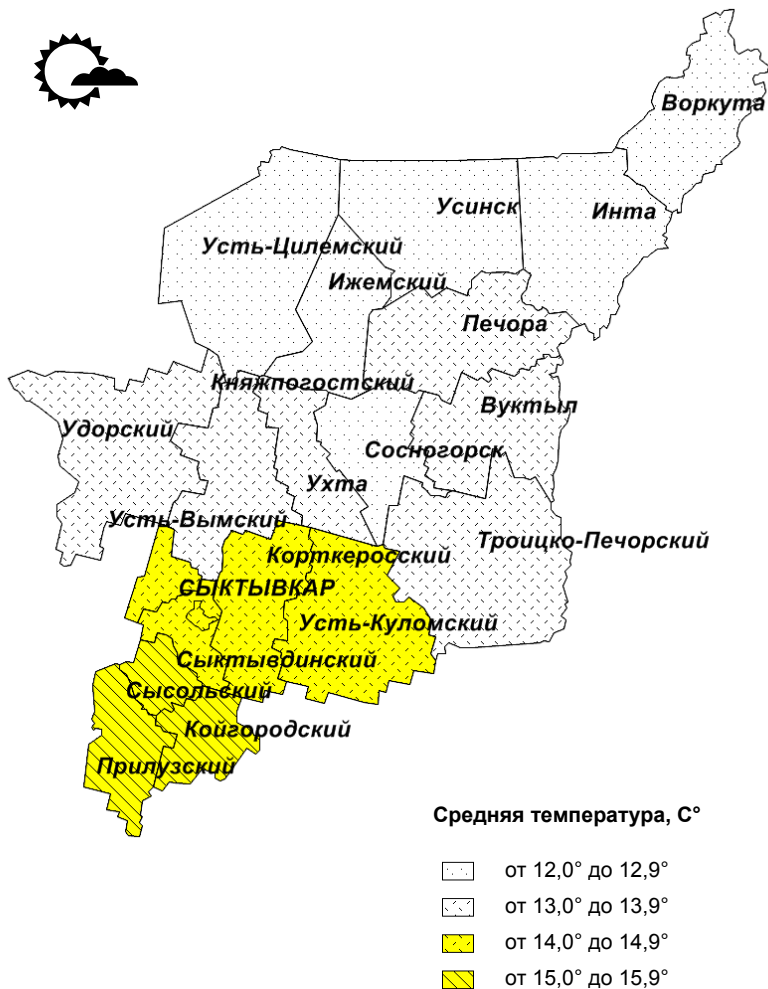 Воркута
Усинск
Инта
Усть-Цилемский
Ижемский
Печора
Княжпогостский
Вуктыл
Удорский
Сосногорск
Ухта
Усть-Вымский
Троицко-Печорский
Корткеросский
СЫКТЫВКАР
Усть-Куломский
Сыктывдинский
Сысольский
Койгородский
Прилузский
Средняя температура, С°
от 12,0° до 12,9°
от 13,0° до 13,9°
от 14,0° до 14,9°
от 15,0° до 15,9°